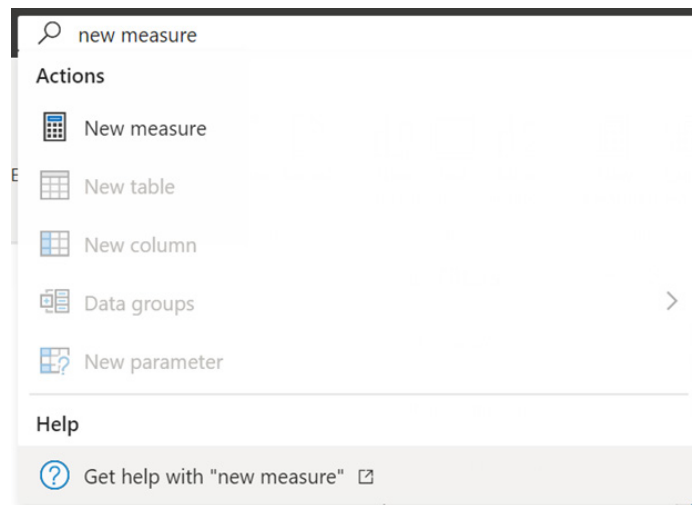 new measure
Actions
New measure
New table
New column
Data groups
New parameter
Help
Get help with "new measure"